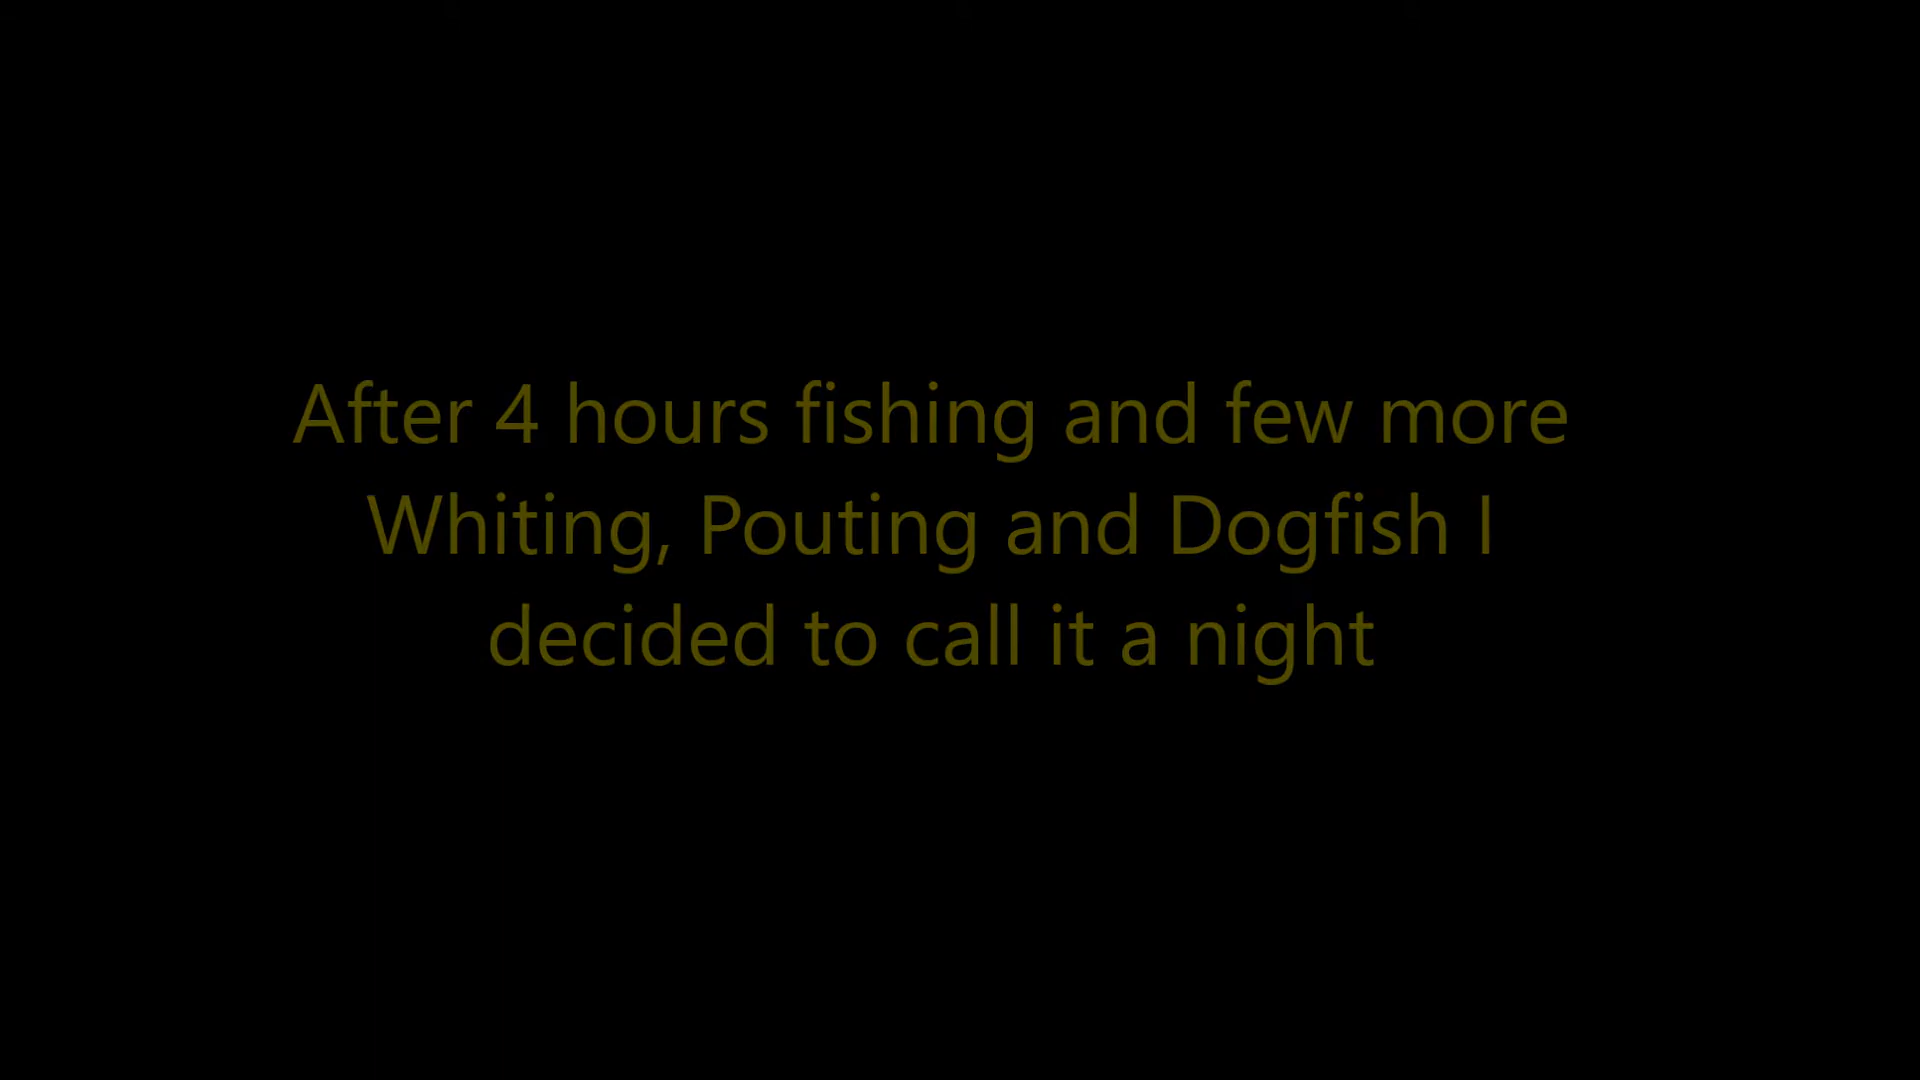 After 4 hours fishing and few more
Whiting, Pouting and Dogfish I
decided to call it a night